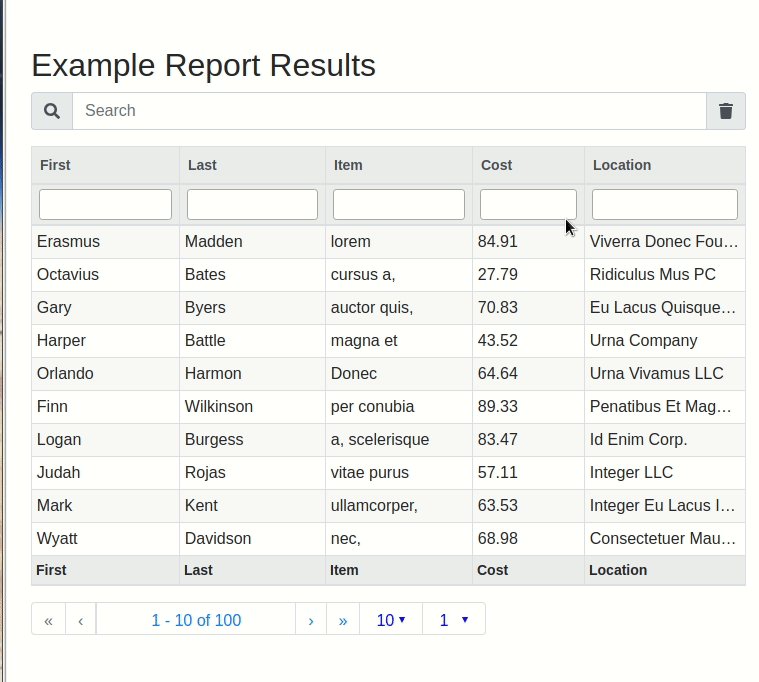 Example Report Results
Search
First Last Item Cost Location
Erasmus Madden lorem 84.91 Viverra Donec Fou…
Octavius Bates cursus a, 27.79 Ridiculus Mus PC
Gary Byers auctor quis, 70.83 Eu Lacus Quisque…
Harper Battle magna et 43.52 Urna Company
Orlando Harmon Donec 64.64 Urna Vivamus LLC
Finn Wilkinson per conubia 89.33 Penatibus Et Mag…
Logan Burgess a, scelerisque 83.47 Id Enim Corp.
Judah Rojas vitae purus 57.11 Integer LLC
Mark Kent ullamcorper, 63.53 Integer Eu Lacus I…
Wyatt Davidson nec, 68.98 Consectetuer Mau…
First Last Item Cost Location
« ‹ 1 - 10 of 100 › » 10 ▾ 1 ▾